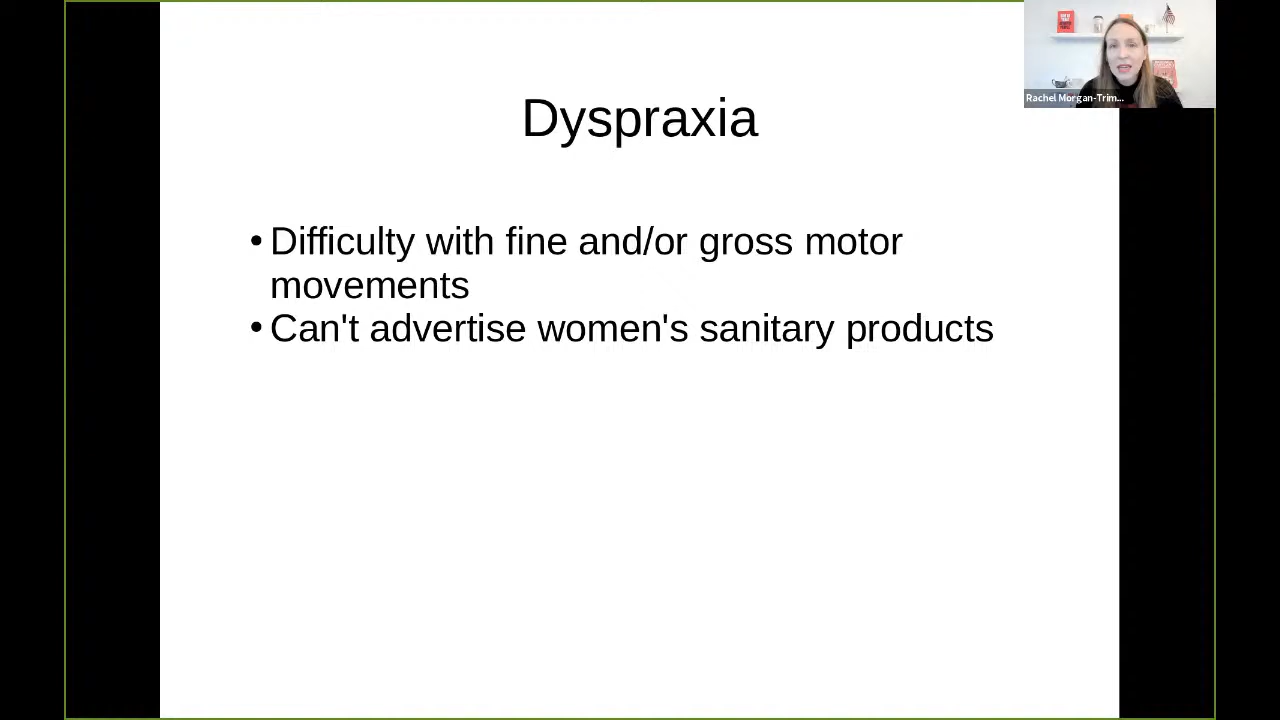 Rachel Morgan-Trim...
Dyspraxia
• Difficulty with fine and/or gross motor
movements
• Can't advertise women's sanitary products